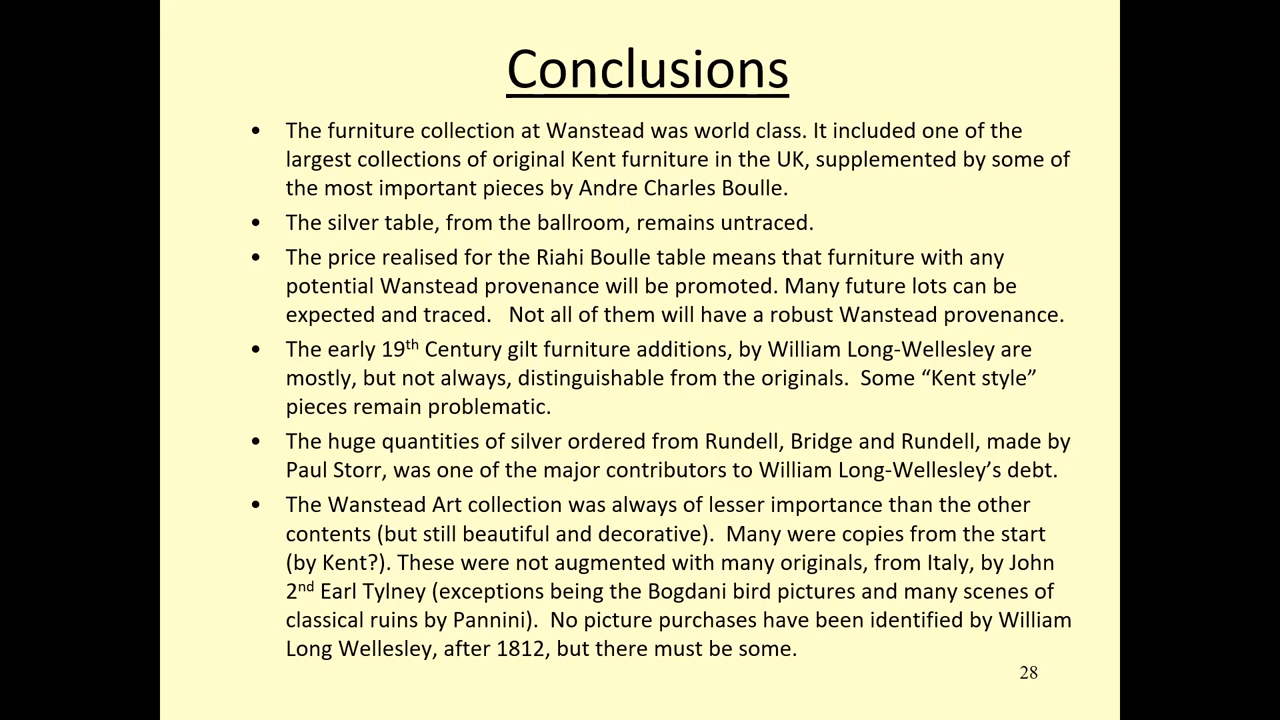 Conclusions
• The furniture collection at Wanstead was world class. It included one of the
largest collections of original Kent furniture in the UK, supplemented by some of
the most important pieces by Andre Charles Boulle.
• The silver table, from the ballroom, remains untraced.
• The price realised for the Riahi Boulle table means that furniture with any
potential Wanstead provenance will be promoted. Many future lots can be
expected and traced.   Not all of them will have a robust Wanstead provenance.
• The early 19th Century gilt furniture additions, by William Long-Wellesley are
mostly, but not always, distinguishable from the originals.  Some “Kent style”
pieces remain problematic.
• The huge quantities of silver ordered from Rundell, Bridge and Rundell, made by
Paul Storr, was one of the major contributors to William Long-Wellesley’s debt.
• The Wanstead Art collection was always of lesser importance than the other
contents (but still beautiful and decorative).  Many were copies from the start
(by Kent?). These were not augmented with many originals, from Italy, by John
2nd Earl Tylney (exceptions being the Bogdani bird pictures and many scenes of
classical ruins by Pannini).  No picture purchases have been identified by William
Long Wellesley, after 1812, but there must be some.
28